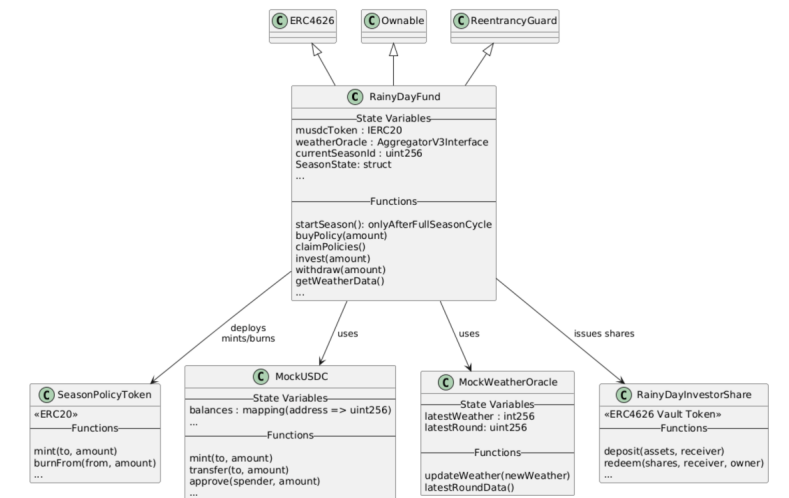 C ERC4626
C Ownable
C ReentrancyGuard
C RainyDayFund
State Variables
musdcToken : IERC20
weatherOracle : AggregatorV3Interface
currentSeasonId : uint256
SeasonState: struct
...
Functions
startSeason(): onlyAfterFullSeasonCycle
buyPolicy(amount)
claimPolicies()
invest(amount)
withdraw(amount)
getWeatherData()
...
deploys
mints/burns
uses
uses
issues shares
C SeasonPolicyToken
«ERC20»
Functions
mint(to, amount)
burnFrom(from, amount)
...
C MockUSDC
State Variables
balances : mapping(address => uint256)
...
Functions
mint(to, amount)
transfer(to, amount)
approve(spender, amount)
...
C MockWeatherOracle
State Variables
latestWeather : int256
latestRound: uint256
Functions
updateWeather(newWeather)
latestRoundData()
C RainyDayInvestorShare
«ERC4626 Vault Token»
Functions
deposit(assets, receiver)
redeem(shares, receiver, owner)
...